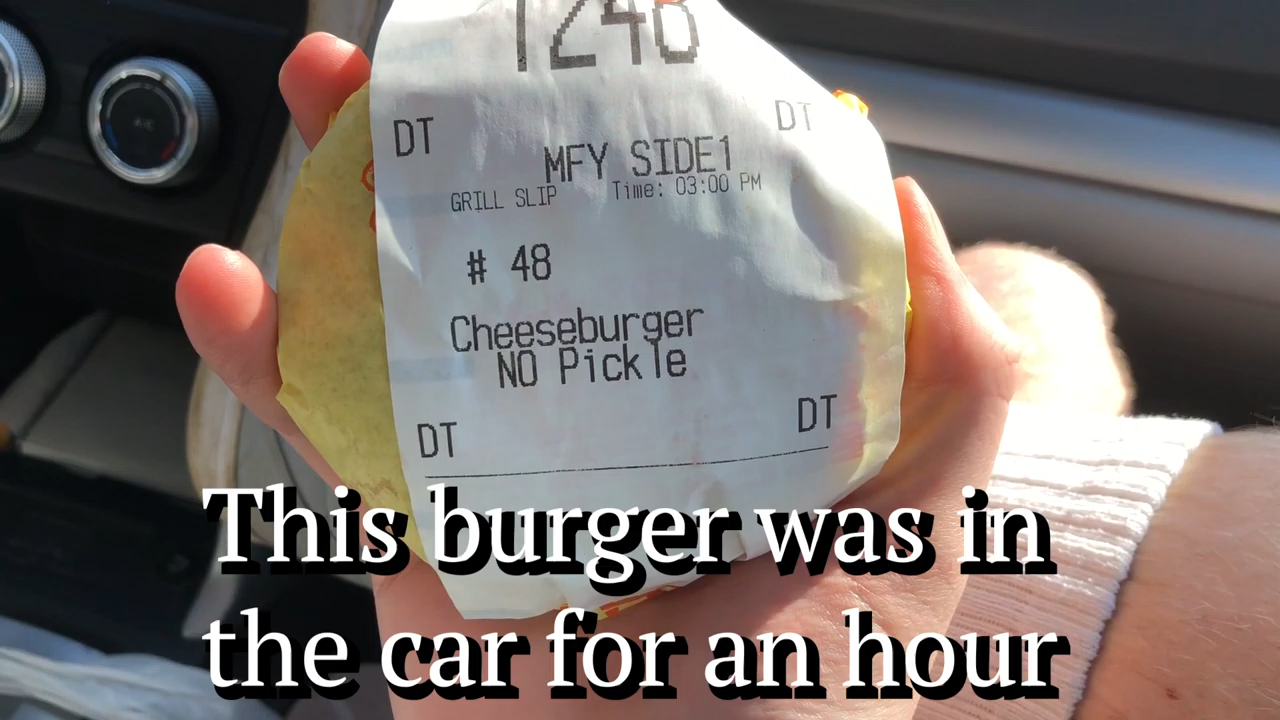 1248
DT DT
MFY SIDE1
GRILL SLIP Time: 03:00 PM
# 48
Cheeseburger
NO Pickle
DT DT
This burger was in
the car for an hour